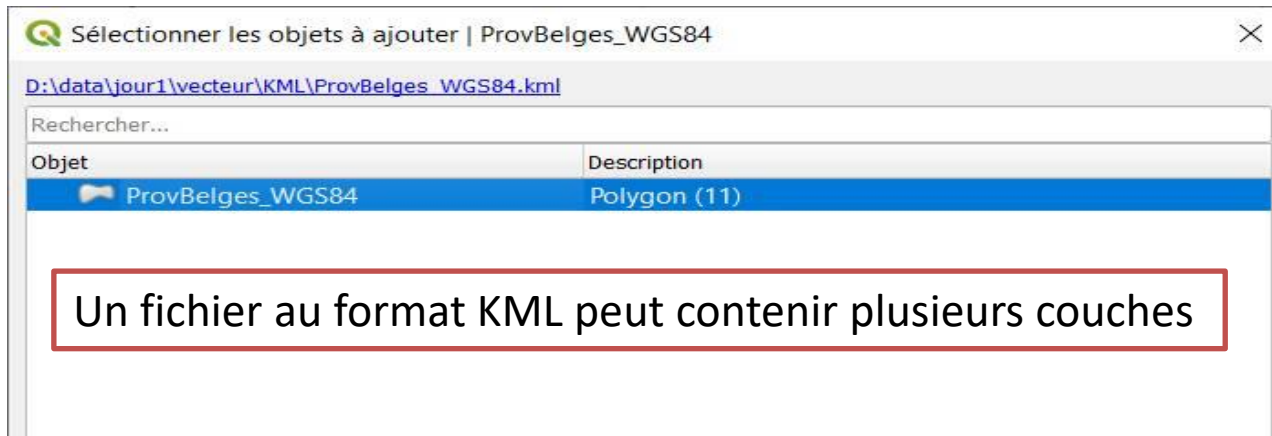 Sélectionner les objets à ajouter | ProvBelges_WGS84
D:\data\jour1\vecteur\KML\ProvBelges_WGS84.kml
Rechercher...
Objet Description
ProvBelges_WGS84 Polygon (11)
Un fichier au format KML peut contenir plusieurs couches